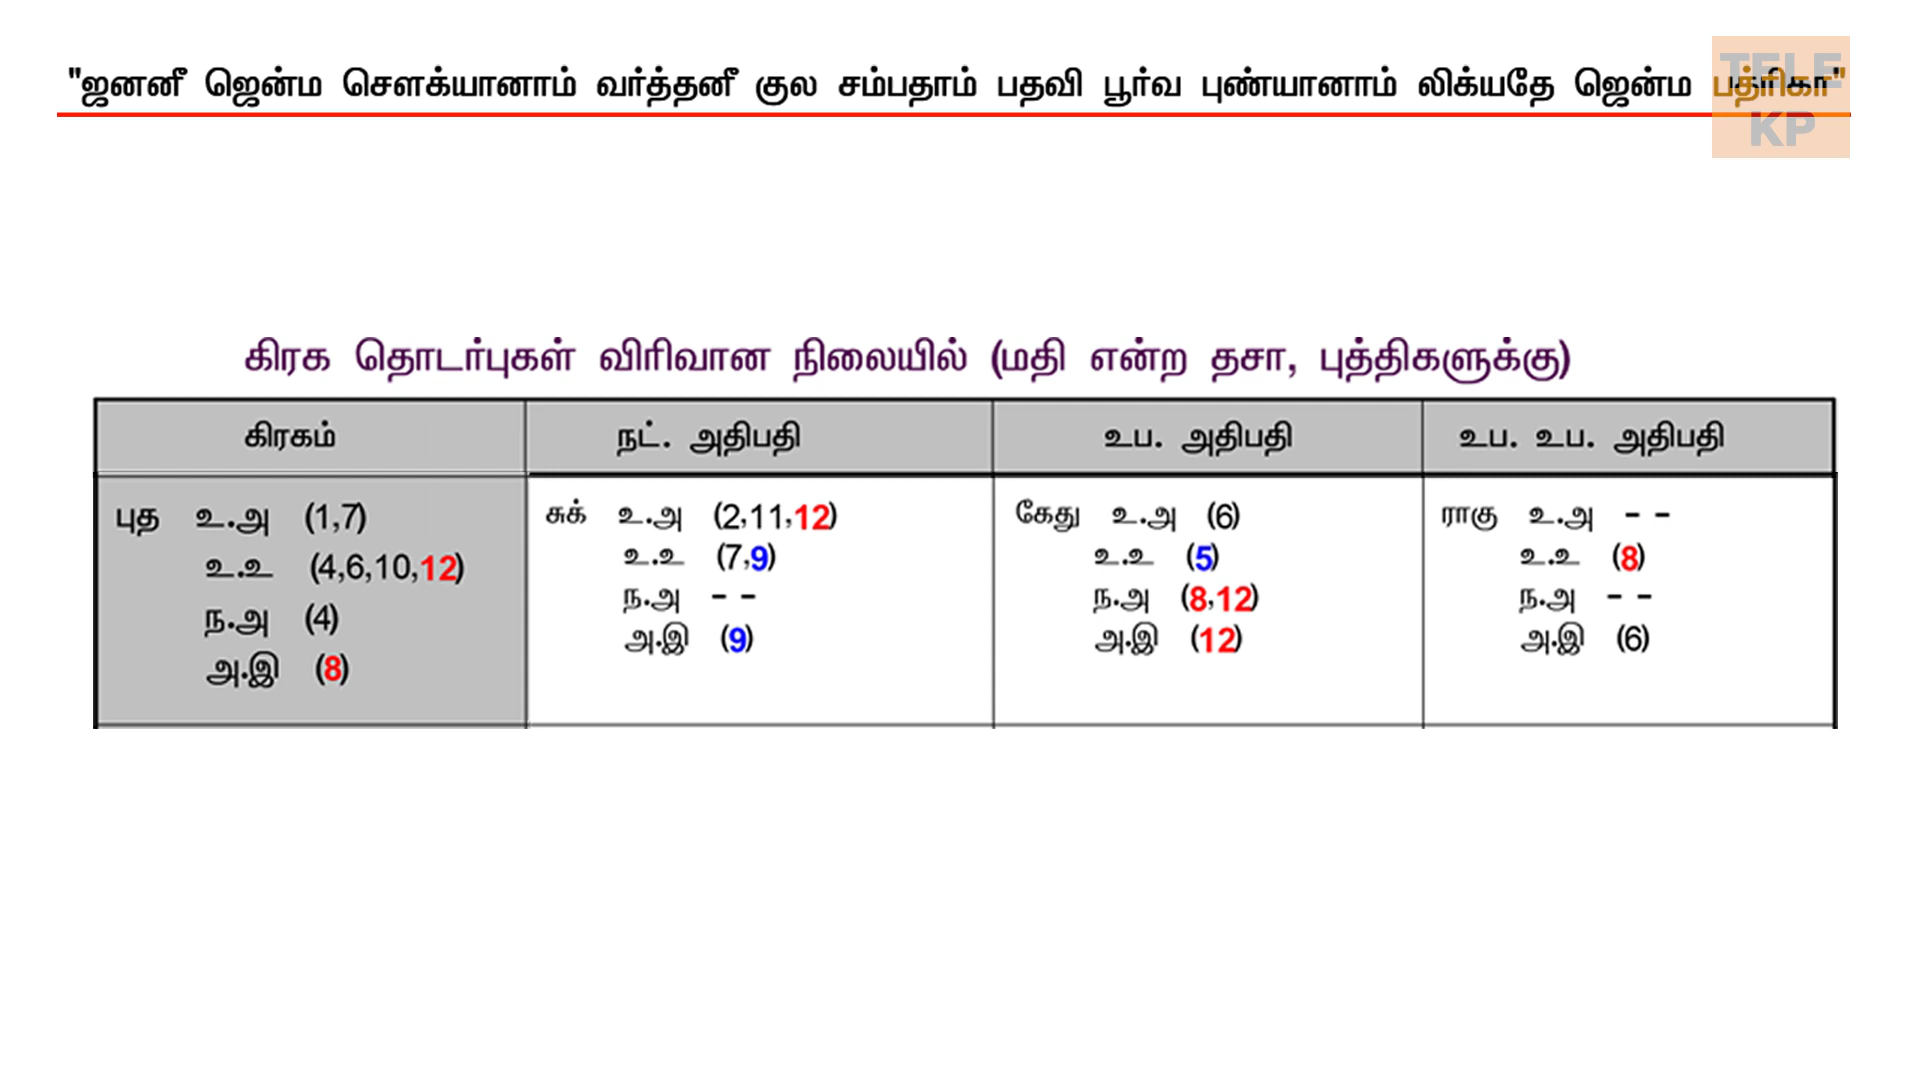 "ஜனனீ ஜென்ம சௌக்யானாம் வர்த்தனீ குல சம்பதாம் பதவி பூர்வ புண்யானாம் லிக்யதே ஜென்ம பத்ரிகா"
TELE
KP
கிரக தொடர்புகள் விரிவான நிலையில் (மதி என்ற தசா, புத்திகளுக்கு)
கிரகம் நட். அதிபதி உப. அதிபதி உப. உப. அதிபதி
புத உ.அ (1,7) சுக் உ.அ (2,11,12) கேது உ.அ (6) ராகு உ.அ - -
உ.உ (4,6,10,12) உ.உ (7,9) உ.உ (5) உ.உ (8)
ந.அ (4) ந.அ - - ந.அ (8,12) ந.அ - -
அ.இ (8) அ.இ (9) அ.இ (12) அ.இ (6)